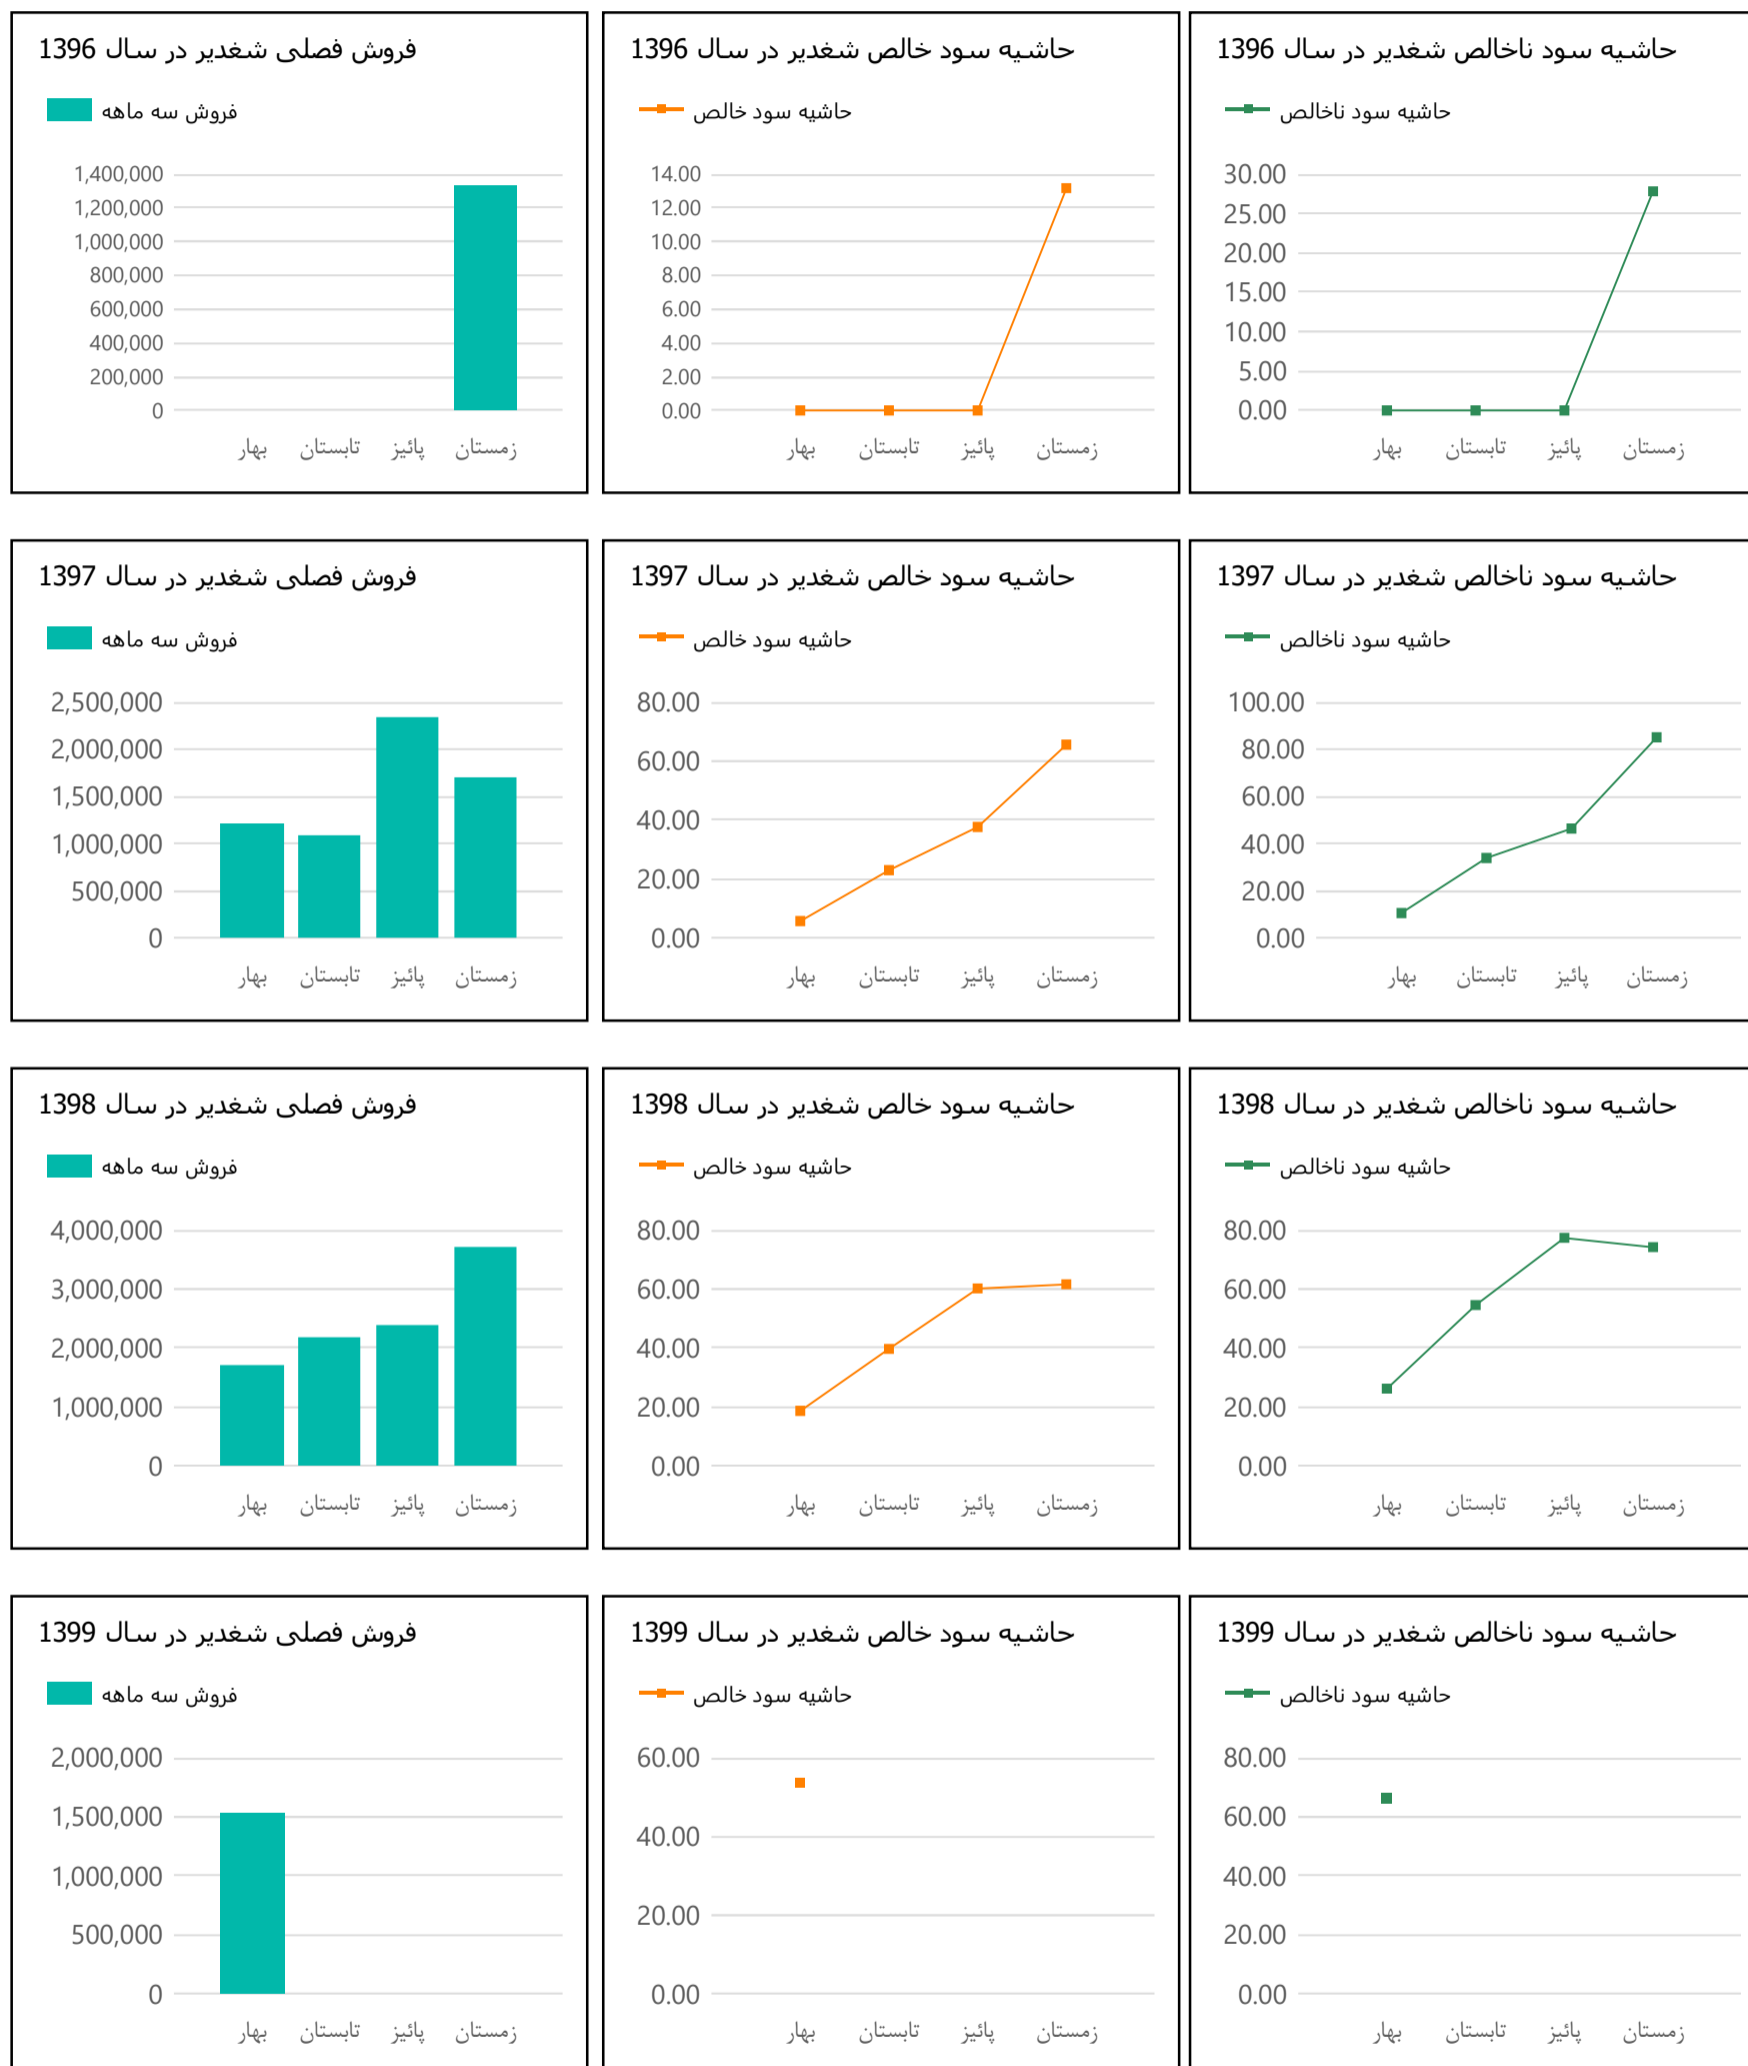 فروش فصلی شغدیر در سال 1396
فروش سه ماهه
1,400,000
1,200,000
1,000,000
800,000
600,000
400,000
200,000
0
بهار تابستان پائیز زمستان
حاشیه سود خالص شغدیر در سال 1396
حاشیه سود خالص
14.00
12.00
10.00
8.00
6.00
4.00
2.00
0.00
بهار تابستان پائیز زمستان
حاشیه سود ناخالص شغدیر در سال 1396
حاشیه سود ناخالص
30.00
25.00
20.00
15.00
10.00
5.00
0.00
بهار تابستان پائیز زمستان
فروش فصلی شغدیر در سال 1397
فروش سه ماهه
2,500,000
2,000,000
1,500,000
1,000,000
500,000
0
بهار تابستان پائیز زمستان
حاشیه سود خالص شغدیر در سال 1397
حاشیه سود خالص
80.00
60.00
40.00
20.00
0.00
بهار تابستان پائیز زمستان
حاشیه سود ناخالص شغدیر در سال 1397
حاشیه سود ناخالص
100.00
80.00
60.00
40.00
20.00
0.00
بهار تابستان پائیز زمستان
فروش فصلی شغدیر در سال 1398
فروش سه ماهه
4,000,000
3,000,000
2,000,000
1,000,000
0
بهار تابستان پائیز زمستان
حاشیه سود خالص شغدیر در سال 1398
حاشیه سود خالص
80.00
60.00
40.00
20.00
0.00
بهار تابستان پائیز زمستان
حاشیه سود ناخالص شغدیر در سال 1398
حاشیه سود ناخالص
80.00
60.00
40.00
20.00
0.00
بهار تابستان پائیز زمستان
فروش فصلی شغدیر در سال 1399
فروش سه ماهه
2,000,000
1,500,000
1,000,000
500,000
0
بهار تابستان پائیز زمستان
حاشیه سود خالص شغدیر در سال 1399
حاشیه سود خالص
60.00
40.00
20.00
0.00
بهار تابستان پائیز زمستان
حاشیه سود ناخالص شغدیر در سال 1399
حاشیه سود ناخالص
80.00
60.00
40.00
20.00
0.00
بهار تابستان پائیز زمستان